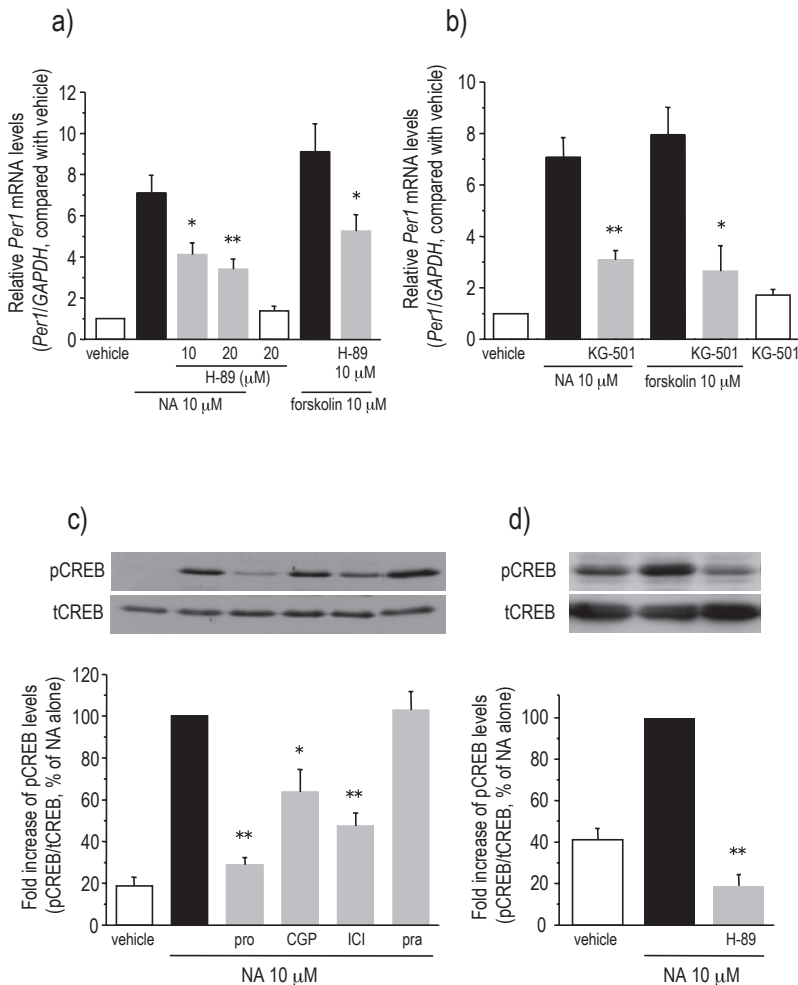 a)
Relative Per1 mRNA levels
(Per1/GAPDH, compared with vehicle)
12
10
8
6
4
2
0
*
**
*
vehicle
10
20
20
H-89
10 μM
H-89 (μM)
NA 10 μM
forskolin 10 μM
b)
Relative Per1 mRNA levels
(Per1/GAPDH, compared with vehicle)
10
8
6
4
2
0
**
*
vehicle
KG-501
KG-501
KG-501
NA 10 μM
forskolin 10 μM
c)
pCREB
tCREB
Fold increase of pCREB levels
(pCREB/tCREB, % of NA alone)
120
100
80
60
40
20
0
**
*
**
vehicle
pro
CGP
ICI
pra
NA 10 μM
d)
pCREB
tCREB
Fold increase of pCREB levels
(pCREB/tCREB, % of NA alone)
100
80
60
40
20
0
**
vehicle
H-89
NA 10 μM